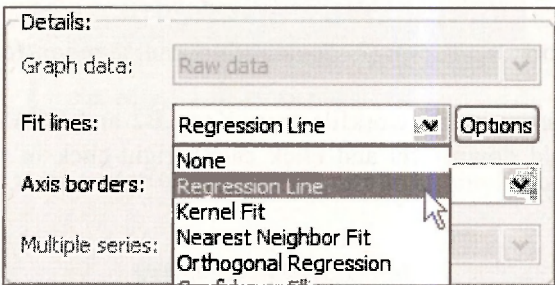 Details:
Graph data: Raw data
Fit lines: Regression Line Options
None
Axis borders: Regression Line
Kernel Fit
Multiple series: Nearest Neighbor Fit
Orthogonal Regression